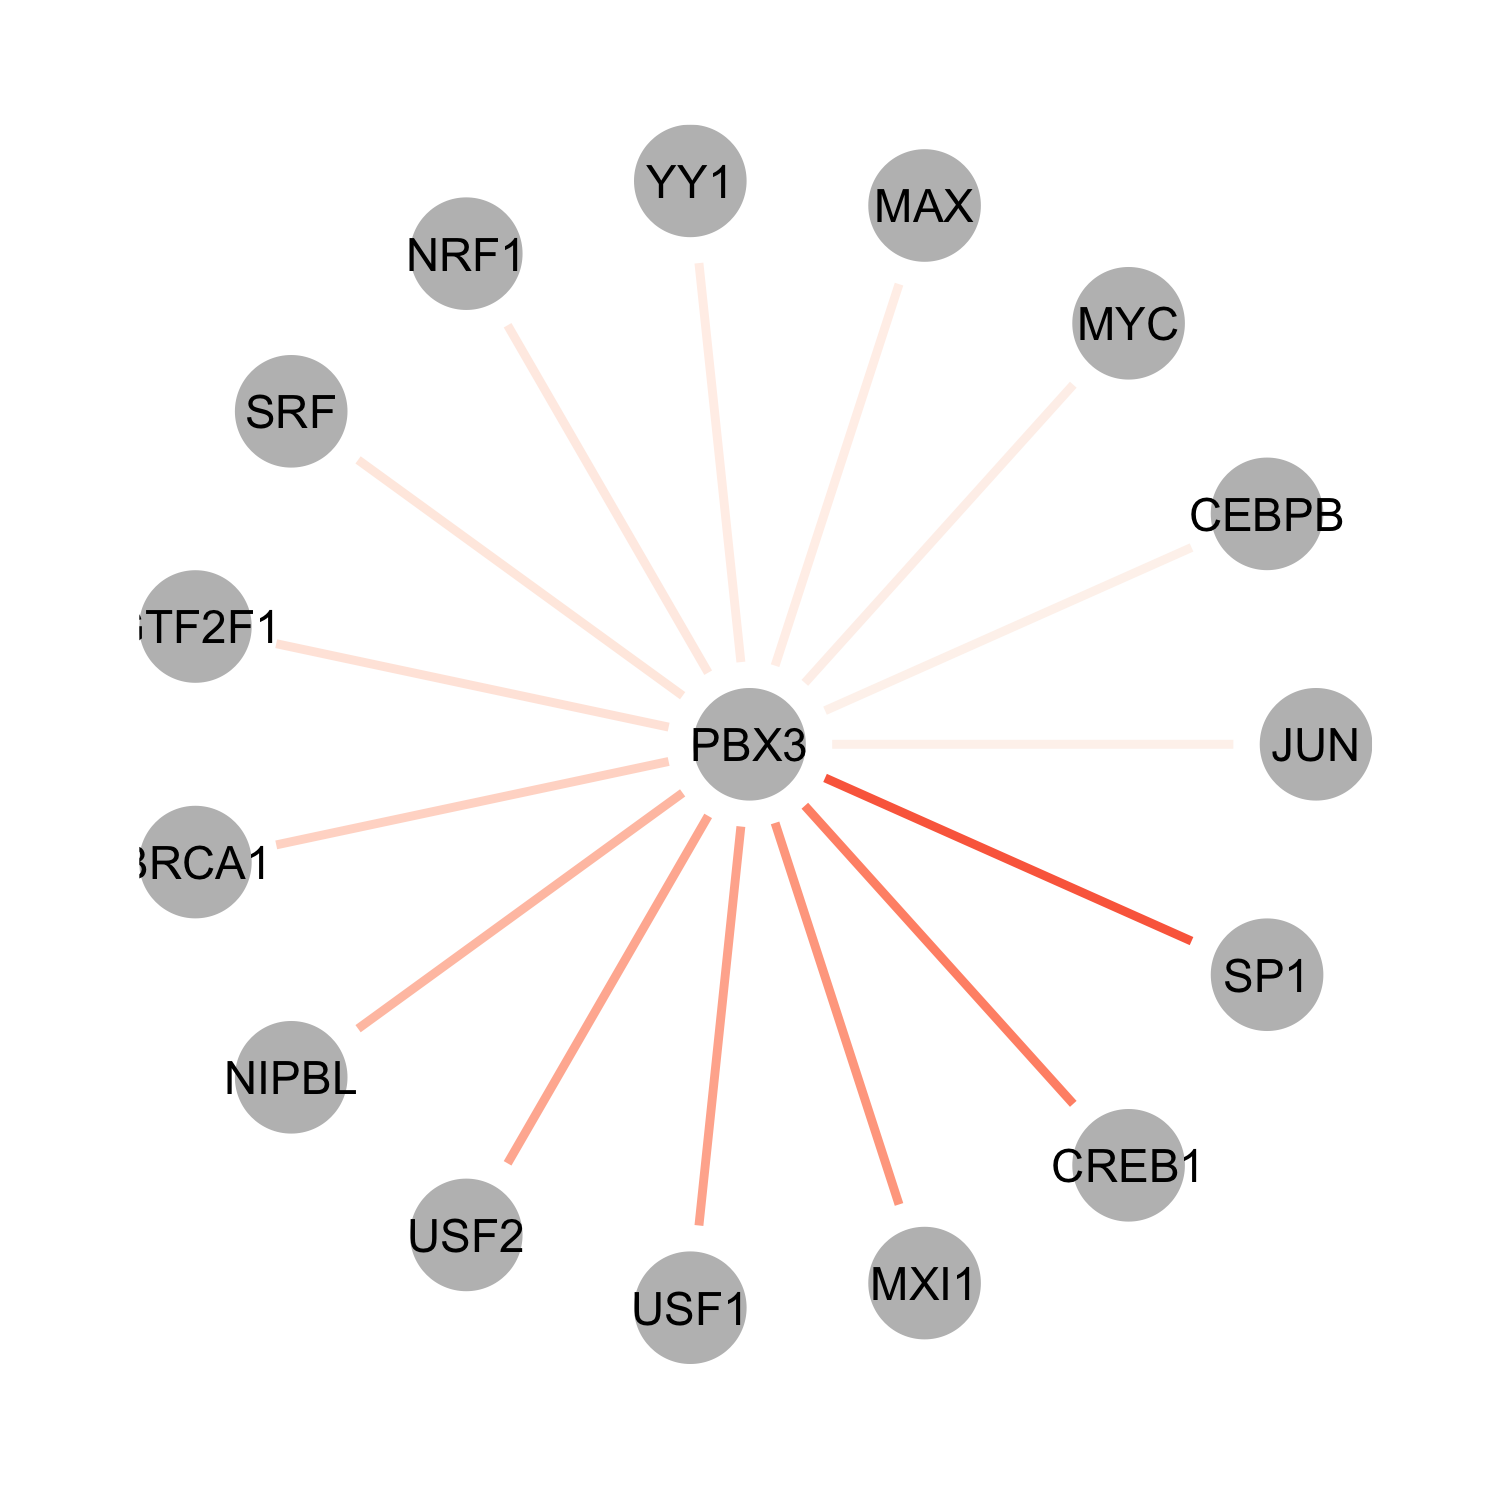 YY1
MAX
NRF1
MYC
SRF
CEBPB
GTF2F1
PBX3
JUN
BRCA1
SP1
NIPBL
CREB1
USF2
MXI1
USF1